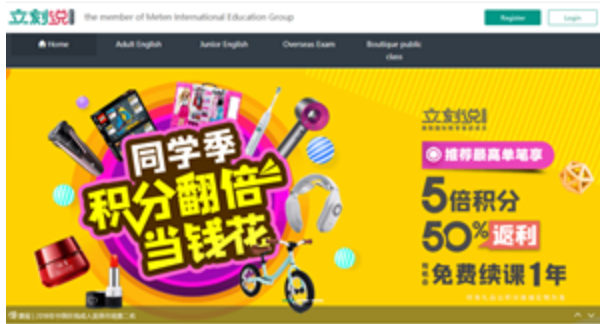 立刻说 the member of Meten International Education Group
Register
Login
Home
Adult English
Junior English
Overseas Exam
Boutique public class
同学季
积分翻倍
当钱花
立刻说
推荐最高单笔享
5倍积分
50%返利
免费续课1年